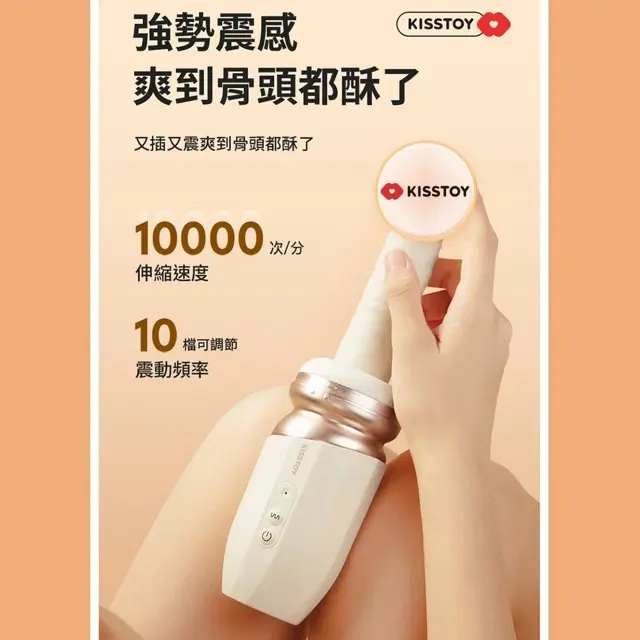 KISSTOY
強勢震感
爽到骨頭都酥了
又插又震爽到骨頭都酥了
KISSTOY
10000 次/分
伸縮速度
10 檔可調節
震動頻率
KISSTOY